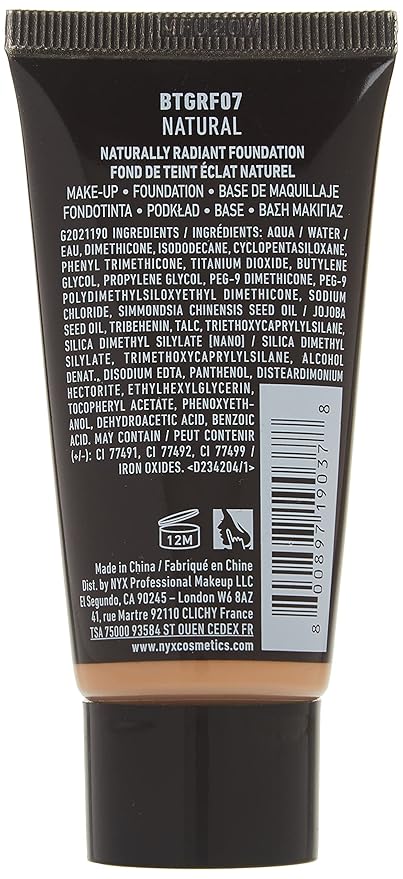 BTGRF07
NATURAL
NATURALLY RADIANT FOUNDATION
FOND DE TEINT ÉCLAT NATUREL
MAKE-UP • FOUNDATION • BASE DE MAQUILLAJE
FONDOTINTA • PODKŁAD • BASE • ΒΑΣΗ ΜΑΚΙΓΙΑΖ
G2021190 INGREDIENTS / INGRÉDIENTS: AQUA / WATER /
EAU, DIMETHICONE, ISODODECANE, CYCLOPENTASILOXANE,
PHENYL TRIMETHICONE, TITANIUM DIOXIDE, BUTYLENE
GLYCOL, PROPYLENE GLYCOL, PEG-9 DIMETHICONE, PEG-9
POLYDIMETHYLSILOXYETHYL DIMETHICONE, SODIUM
CHLORIDE, SIMMONDSIA CHINENSIS SEED OIL / JOJOBA
SEED OIL, TRIBEHENIN, TALC, TRIETHOXYCAPRYLYLSILANE,
SILICA DIMETHYL SILYLATE [NANO] / SILICA DIMETHYL
SILYLATE, TRIMETHOXYCAPRYLYLSILANE, ALCOHOL
DENAT., DISODIUM EDTA, PANTHENOL, DISTEARDIMONIUM
HECTORITE, ETHYLHEXYLGLYCERIN,
TOCOPHERYL ACETATE, PHENOXYETH-
ANOL, DEHYDROACETIC ACID, BENZOIC
ACID. MAY CONTAIN / PEUT CONTENIR
(+/-): CI 77491, CI 77492, CI 77499 /
IRON OXIDES. <D234204/1>
8 00897 19037 8
12M
Made in China / Fabriqué en Chine
Dist. by NYX Professional Makeup LLC
El Segundo, CA 90245 – London W6 8AZ
41, rue Martre 92110 CLICHY France
TSA 75000 93584 ST OUEN CEDEX FR
www.nyxcosmetics.com